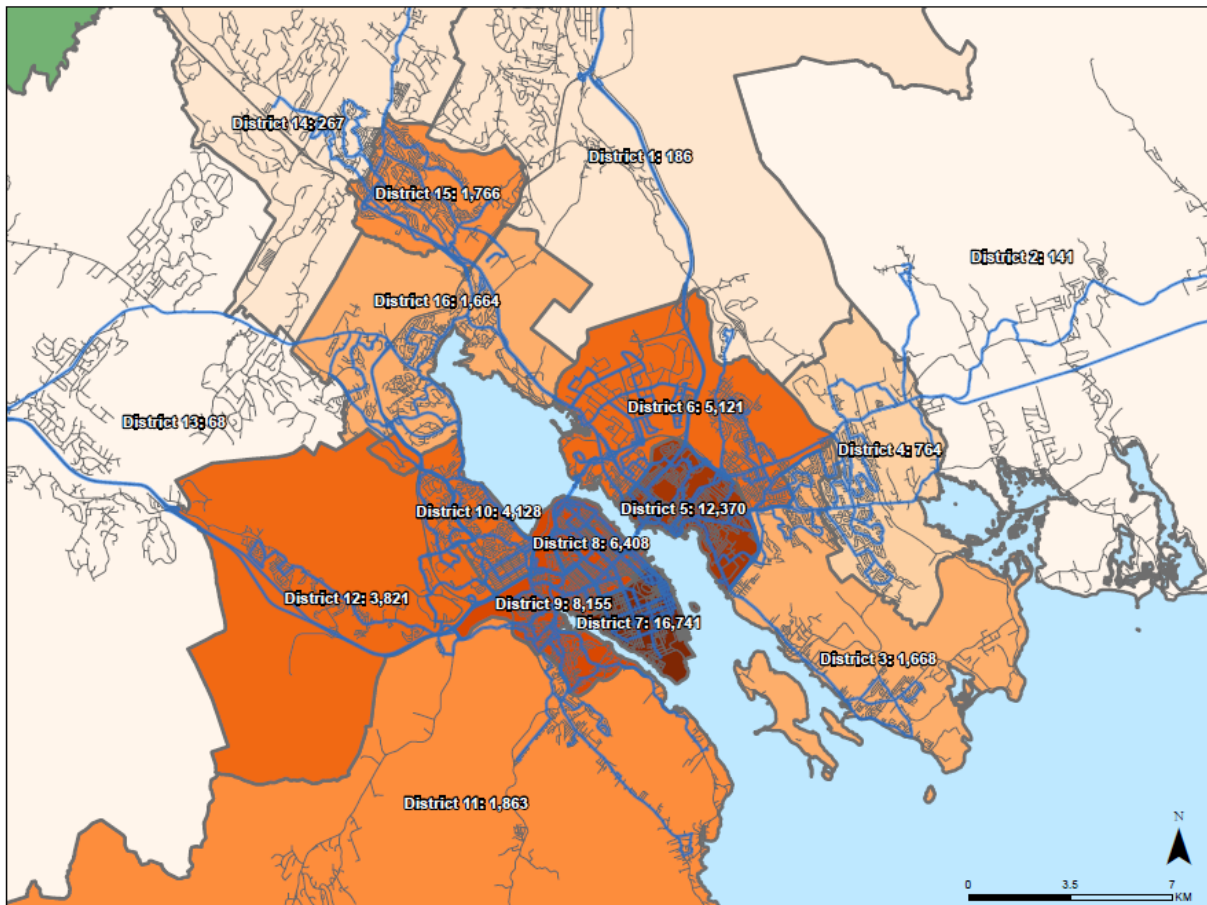 District 14: 267
District 1: 186
District 15: 1,766
District 2: 141
District 16: 1,664
District 6: 5,121
District 13: 68
District 4: 764
District 10: 4,128
District 5: 12,370
District 8: 6,408
District 12: 3,821
District 9: 8,155
District 7: 16,741
District 3: 1,668
District 11: 1,863
N
0 3.5 7
KM